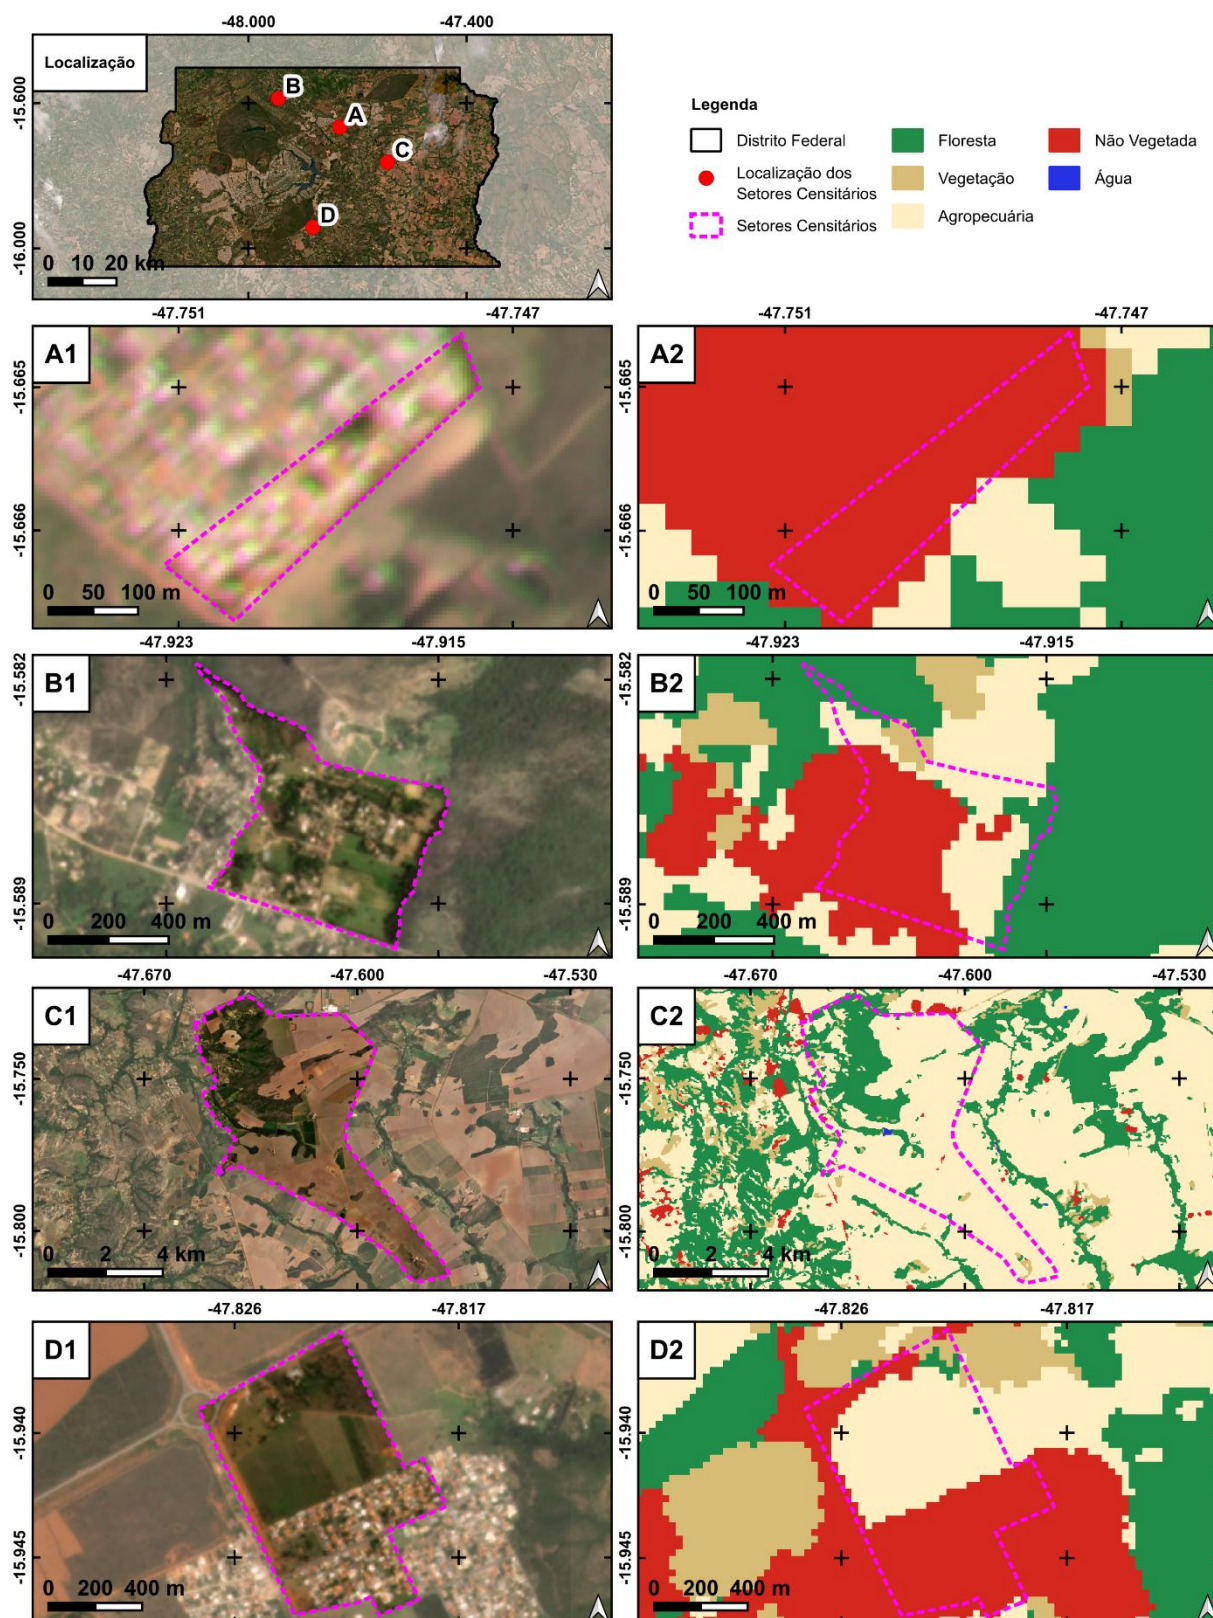 -48.000
-47.400
Localização
-15.600
-16.000
B
A
C
D
0 10 20 km
Legenda
Distrito Federal
Localização dos
Setores Censitários
Setores Censitários
Floresta
Vegetação
Agropecuária
Não Vegetada
Água
-47.751
-47.747
-47.751
-47.747
A1
-15.665
-15.666
0 50 100 m
A2
-15.665
-15.666
0 50 100 m
-47.923
-47.915
-47.923
-47.915
B1
-15.582
-15.589
0 200 400 m
B2
-15.582
-15.589
0 200 400 m
-47.670
-47.600
-47.530
-47.670
-47.600
-47.530
C1
-15.750
-15.800
0 2 4 km
C2
-15.750
-15.800
0 2 4 km
-47.826
-47.817
-47.826
-47.817
D1
-15.940
-15.945
0 200 400 m
D2
-15.940
-15.945
0 200 400 m